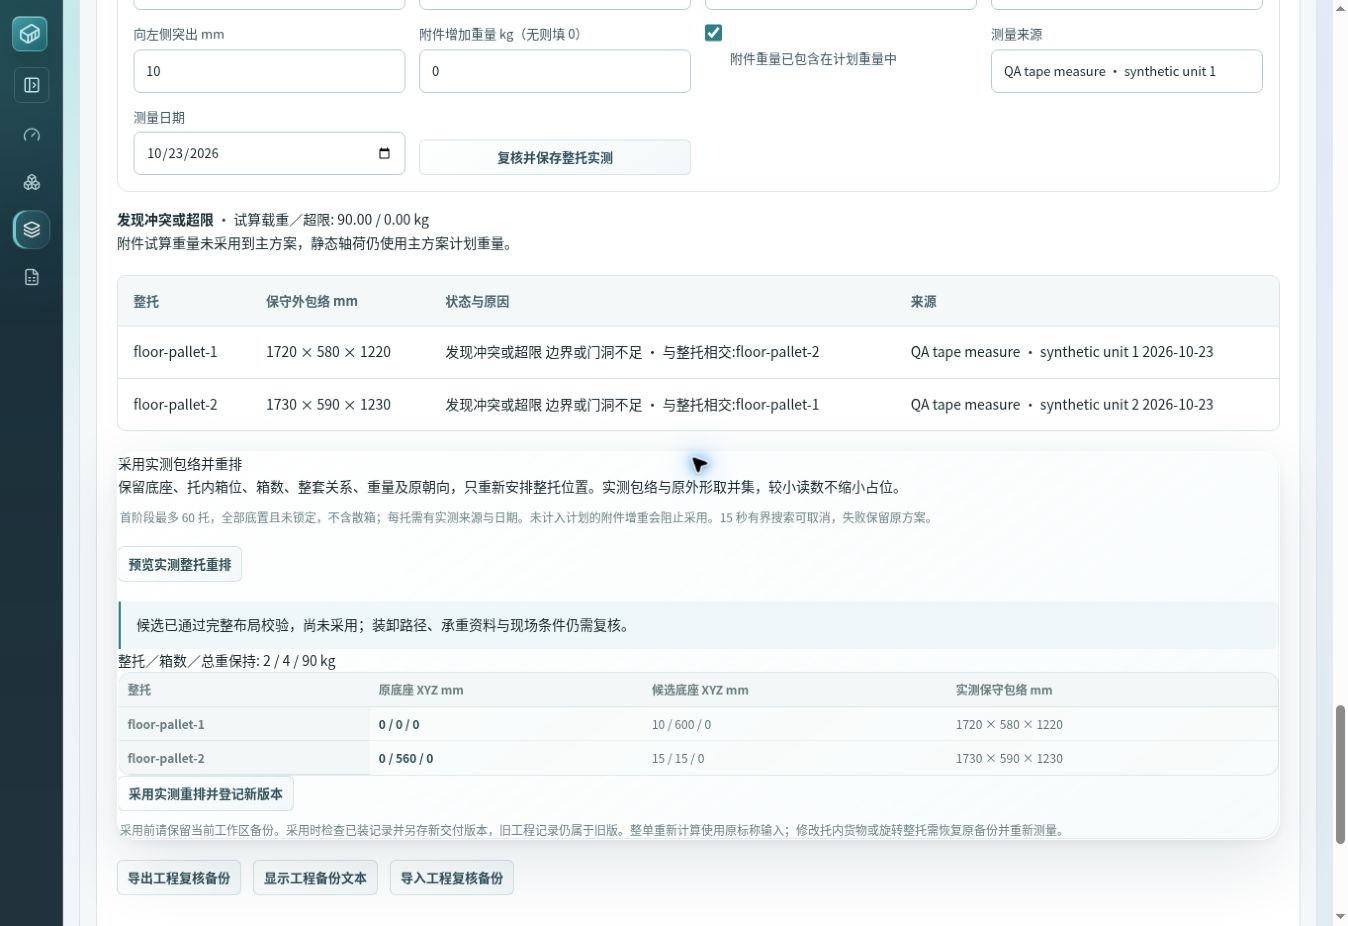 向左侧突出 mm
附件增加重量 kg（无则填 0）
测量来源
10
0
附件重量已包含在计划重量中
QA tape measure · synthetic unit 1
测量日期
10/23/2026
复核并保存整托实测
发现冲突或超限 · 试算载重／超限: 90.00 / 0.00 kg
附件试算重量未采用到主方案，静态轴荷仍使用主方案计划重量。
整托 保守外包络 mm 状态与原因 来源
floor-pallet-1 1720 × 580 × 1220 发现冲突或超限 边界或门洞不足 · 与整托相交:floor-pallet-2 QA tape measure · synthetic unit 1 2026-10-23
floor-pallet-2 1730 × 590 × 1230 发现冲突或超限 边界或门洞不足 · 与整托相交:floor-pallet-1 QA tape measure · synthetic unit 2 2026-10-23
采用实测包络并重排
保留底座、托内箱位、箱数、整套关系、重量及原朝向，只重新安排整托位置。实测包络与原外形取并集，较小读数不缩小占位。
首阶段最多 60 托，全部底置且未锁定，不含散箱；每托需有实测来源与日期。未计入计划的附件增重会阻止采用。15 秒有界搜索可取消，失败保留原方案。
预览实测整托重排
候选已通过完整布局校验，尚未采用；装卸路径、承重资料与现场条件仍需复核。
整托／箱数／总重保持: 2 / 4 / 90 kg
整托 原底座 XYZ mm 候选底座 XYZ mm 实测保守包络 mm
floor-pallet-1 0 / 0 / 0 10 / 600 / 0 1720 × 580 × 1220
floor-pallet-2 0 / 560 / 0 15 / 15 / 0 1730 × 590 × 1230
采用实测重排并登记新版本
采用前请保留当前工作区备份。采用时检查已装记录并另存新交付版本，旧工程记录仍属于旧版。整单重新计算使用原标称输入；修改托内货物或旋转整托需恢复原备份并重新测量。
导出工程复核备份 显示工程备份文本 导入工程复核备份